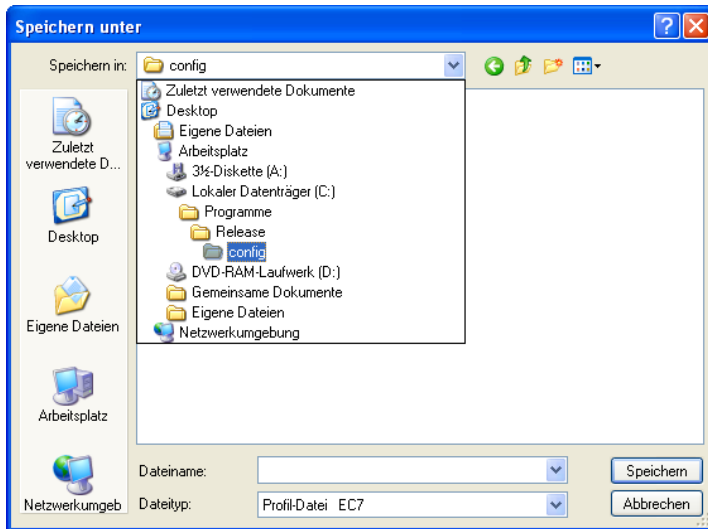 Speichern unter
Speichern in: config
Zuletzt verwendete Dokumente
Desktop
Eigene Dateien
Arbeitsplatz
3½-Diskette (A:)
Lokaler Datenträger (C:)
Programme
Release
config
DVD-RAM-Laufwerk (D:)
Gemeinsame Dokumente
Eigene Dateien
Netzwerkumgebung
Zuletzt
verwendete D...
Desktop
Eigene Dateien
Arbeitsplatz
Netzwerkumgeb
Dateiname:
Speichern
Dateityp: Profil-Datei EC7
Abbrechen